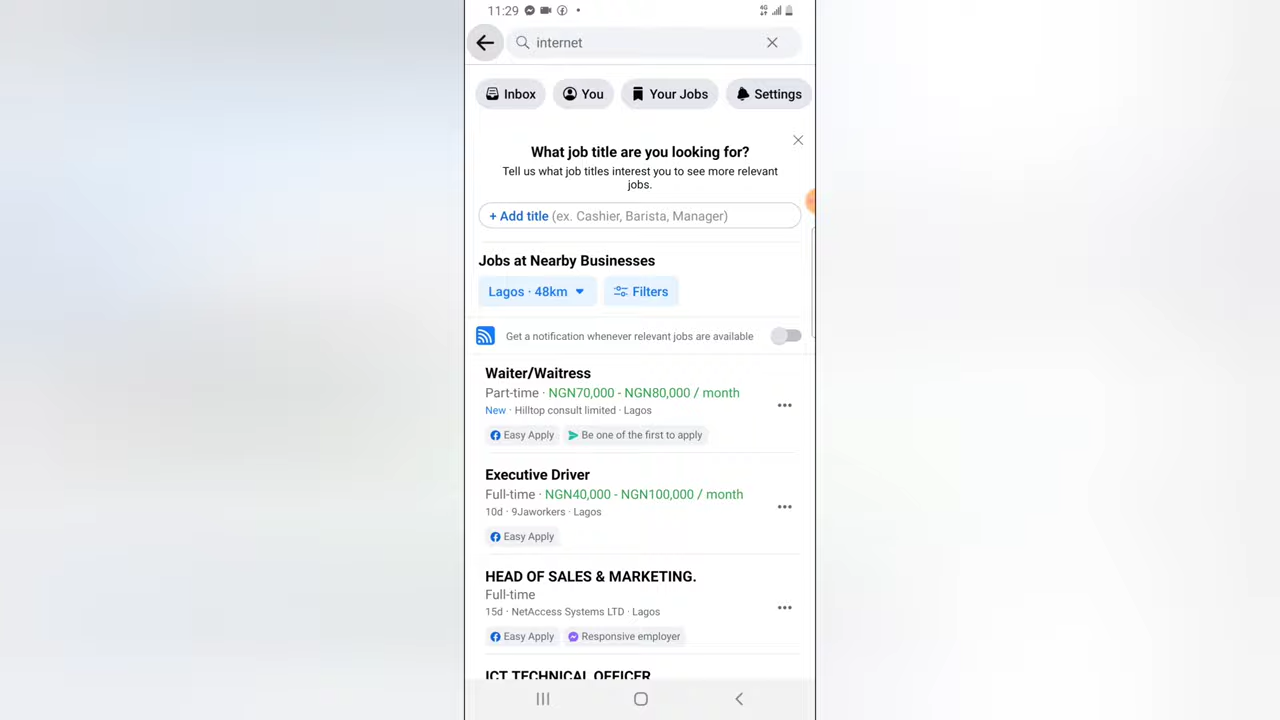 11:29
4G
internet
Inbox
You
Your Jobs
Settings
What job title are you looking for?
Tell us what job titles interest you to see more relevant
jobs.
+ Add title (ex. Cashier, Barista, Manager)
Jobs at Nearby Businesses
Lagos · 48km
Filters
Get a notification whenever relevant jobs are available
Waiter/Waitress
Part-time · NGN70,000 - NGN80,000 / month
New · Hilltop consult limited · Lagos
Easy Apply
Be one of the first to apply
Executive Driver
Full-time · NGN40,000 - NGN100,000 / month
10d · 9Jaworkers · Lagos
Easy Apply
HEAD OF SALES & MARKETING.
Full-time
15d · NetAccess Systems LTD · Lagos
Easy Apply
Responsive employer
ICT TECHNICAL OFFICER